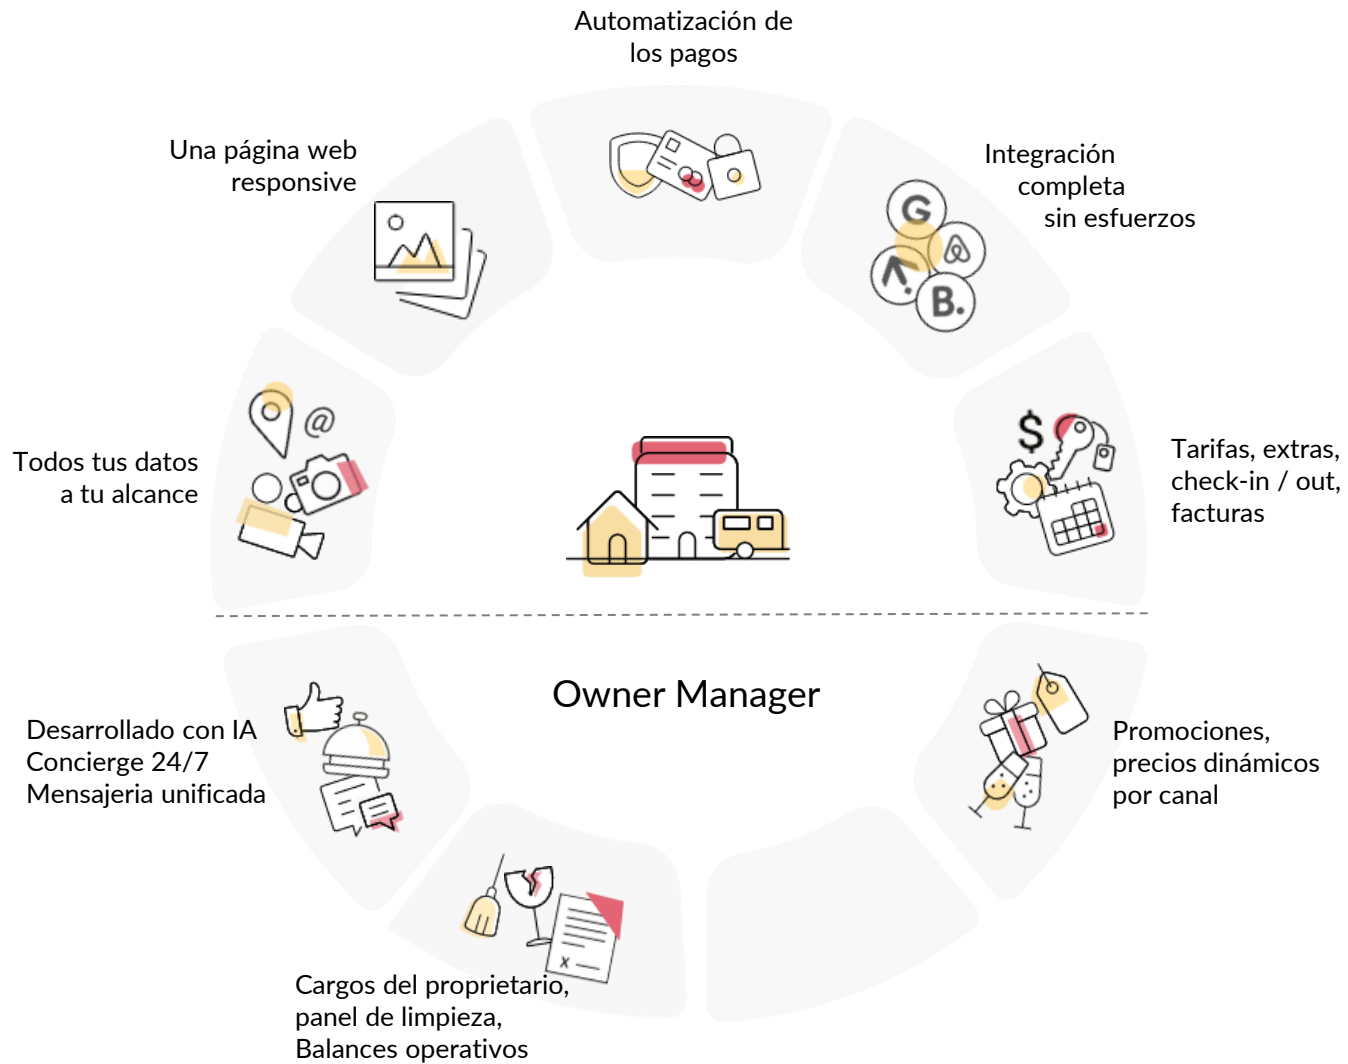 Automatización de
los pagos
Una página web
responsive
Integración
completa
sin esfuerzos
G
B.
Todos tus datos
a tu alcance
@
$
Tarifas, extras,
check-in / out,
facturas
Owner Manager
Desarrollado con IA
Concierge 24/7
Mensajeria unificada
Promociones,
precios dinámicos
por canal
x
Cargos del proprietario,
panel de limpieza,
Balances operativos